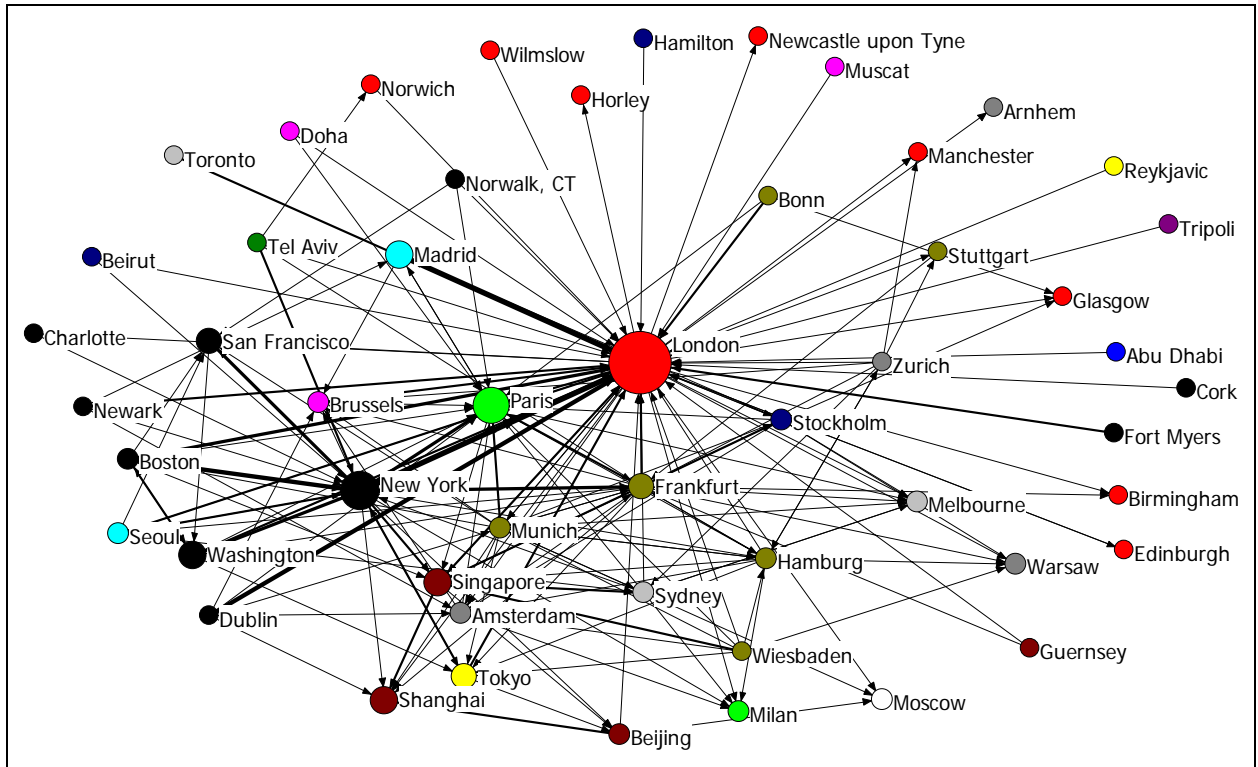 Hamilton
Newcastle upon Tyne
Wilmslow
Muscat
Norwich
Horley
Arnhem
Doha
Toronto
Manchester
Reykjavic
Norwalk, CT
Bonn
Tripoli
Tel Aviv
Madrid
Stuttgart
Beirut
Glasgow
Charlotte
San Francisco
London
Abu Dhabi
Zurich
Cork
Newark
Brussels
Paris
Stockholm
Fort Myers
Boston
New York
Frankfurt
Melbourne
Birmingham
Seoul
Munich
Washington
Edinburgh
Hamburg
Warsaw
Singapore
Sydney
Dublin
Amsterdam
Wiesbaden
Guernsey
Tokyo
Shanghai
Moscow
Milan
Beijing